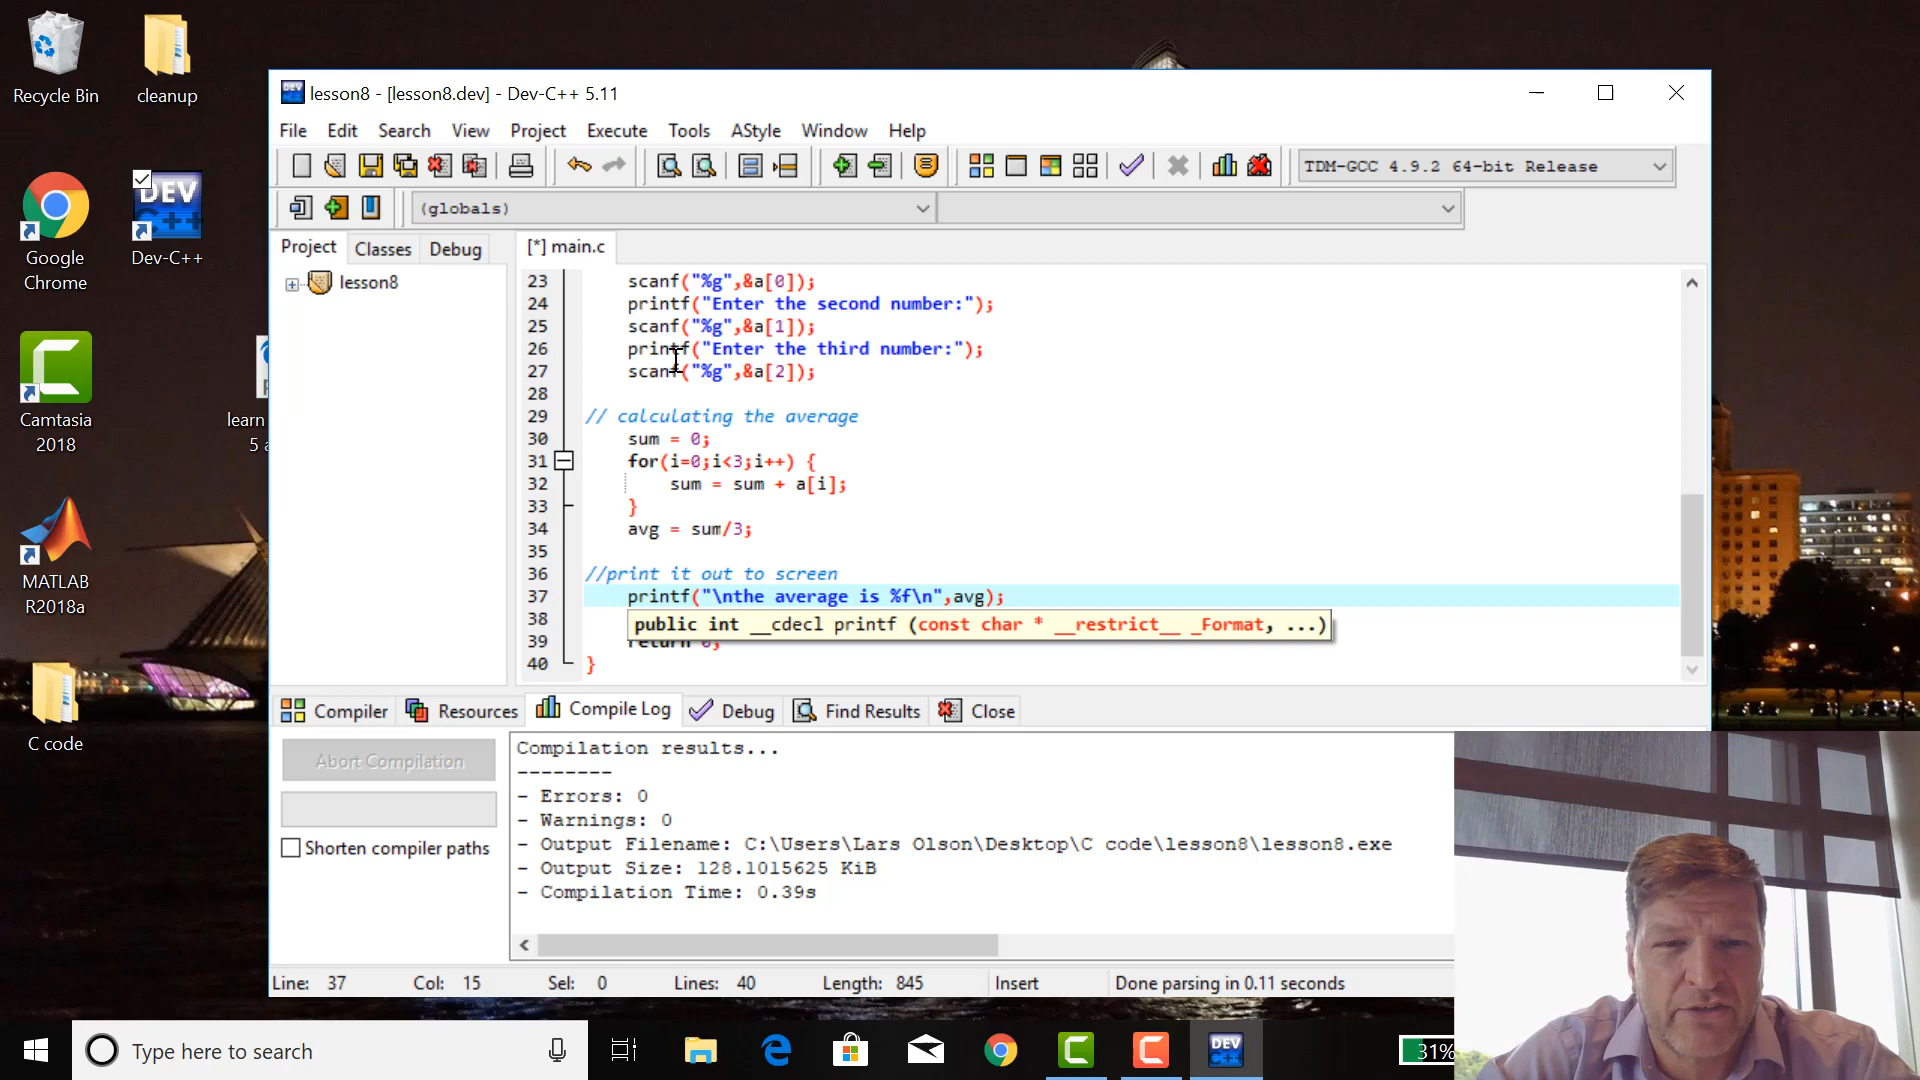 Recycle Bin
cleanup
Google Chrome
DEV C++
Dev-C++
Camtasia 2018
learn
5 a
MATLAB R2018a
C code
DEV
lesson8 - [lesson8.dev] - Dev-C++ 5.11
File Edit Search View Project Execute Tools AStyle Window Help
TDM-GCC 4.9.2 64-bit Release
(globals)
Project Classes Debug
[*] main.c
lesson8
23 scanf("%g",&a[0]);
24 printf("Enter the second number:");
25 scanf("%g",&a[1]);
26 printf("Enter the third number:");
27 scanf("%g",&a[2]);
28
29 // calculating the average
30 sum = 0;
31 for(i=0;i<3;i++) {
32 sum = sum + a[i];
33 }
34 avg = sum/3;
35
36 //print it out to screen
37 printf("\nthe average is %f\n",avg);
38 public int __cdecl printf (const char * __restrict__ _Format, ...)
39 return 0;
40 }
Compiler Resources Compile Log Debug Find Results Close
Abort Compilation
Shorten compiler paths
Compilation results...
--------
- Errors: 0
- Warnings: 0
- Output Filename: C:\Users\Lars Olson\Desktop\C code\lesson8\lesson8.exe
- Output Size: 128.1015625 KiB
- Compilation Time: 0.39s
Line: 37 Col: 15 Sel: 0 Lines: 40 Length: 845 Insert Done parsing in 0.11 seconds
Type here to search
DEV
31%